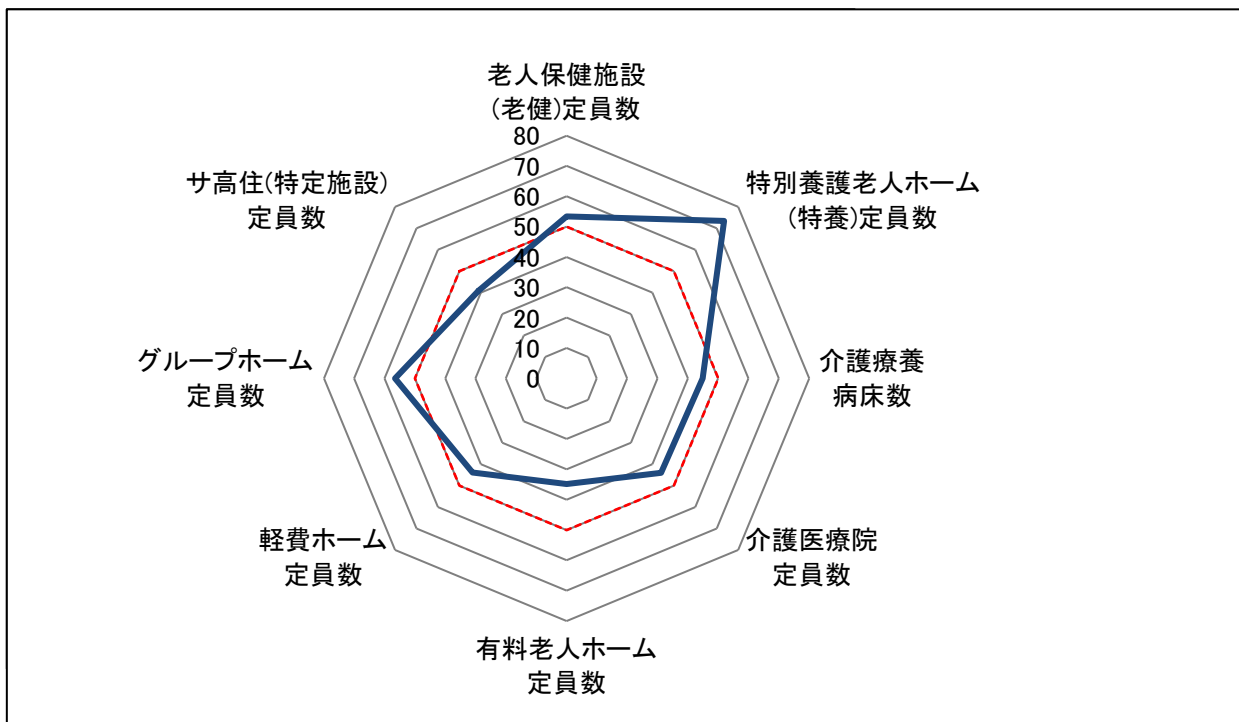 老人保健施設
(老健)定員数
特別養護老人ホーム
(特養)定員数
介護療養
病床数
介護医療院
定員数
有料老人ホーム
定員数
軽費ホーム
定員数
グループホーム
定員数
サ高住(特定施設)
定員数
80
70
60
50
40
30
20
10
0